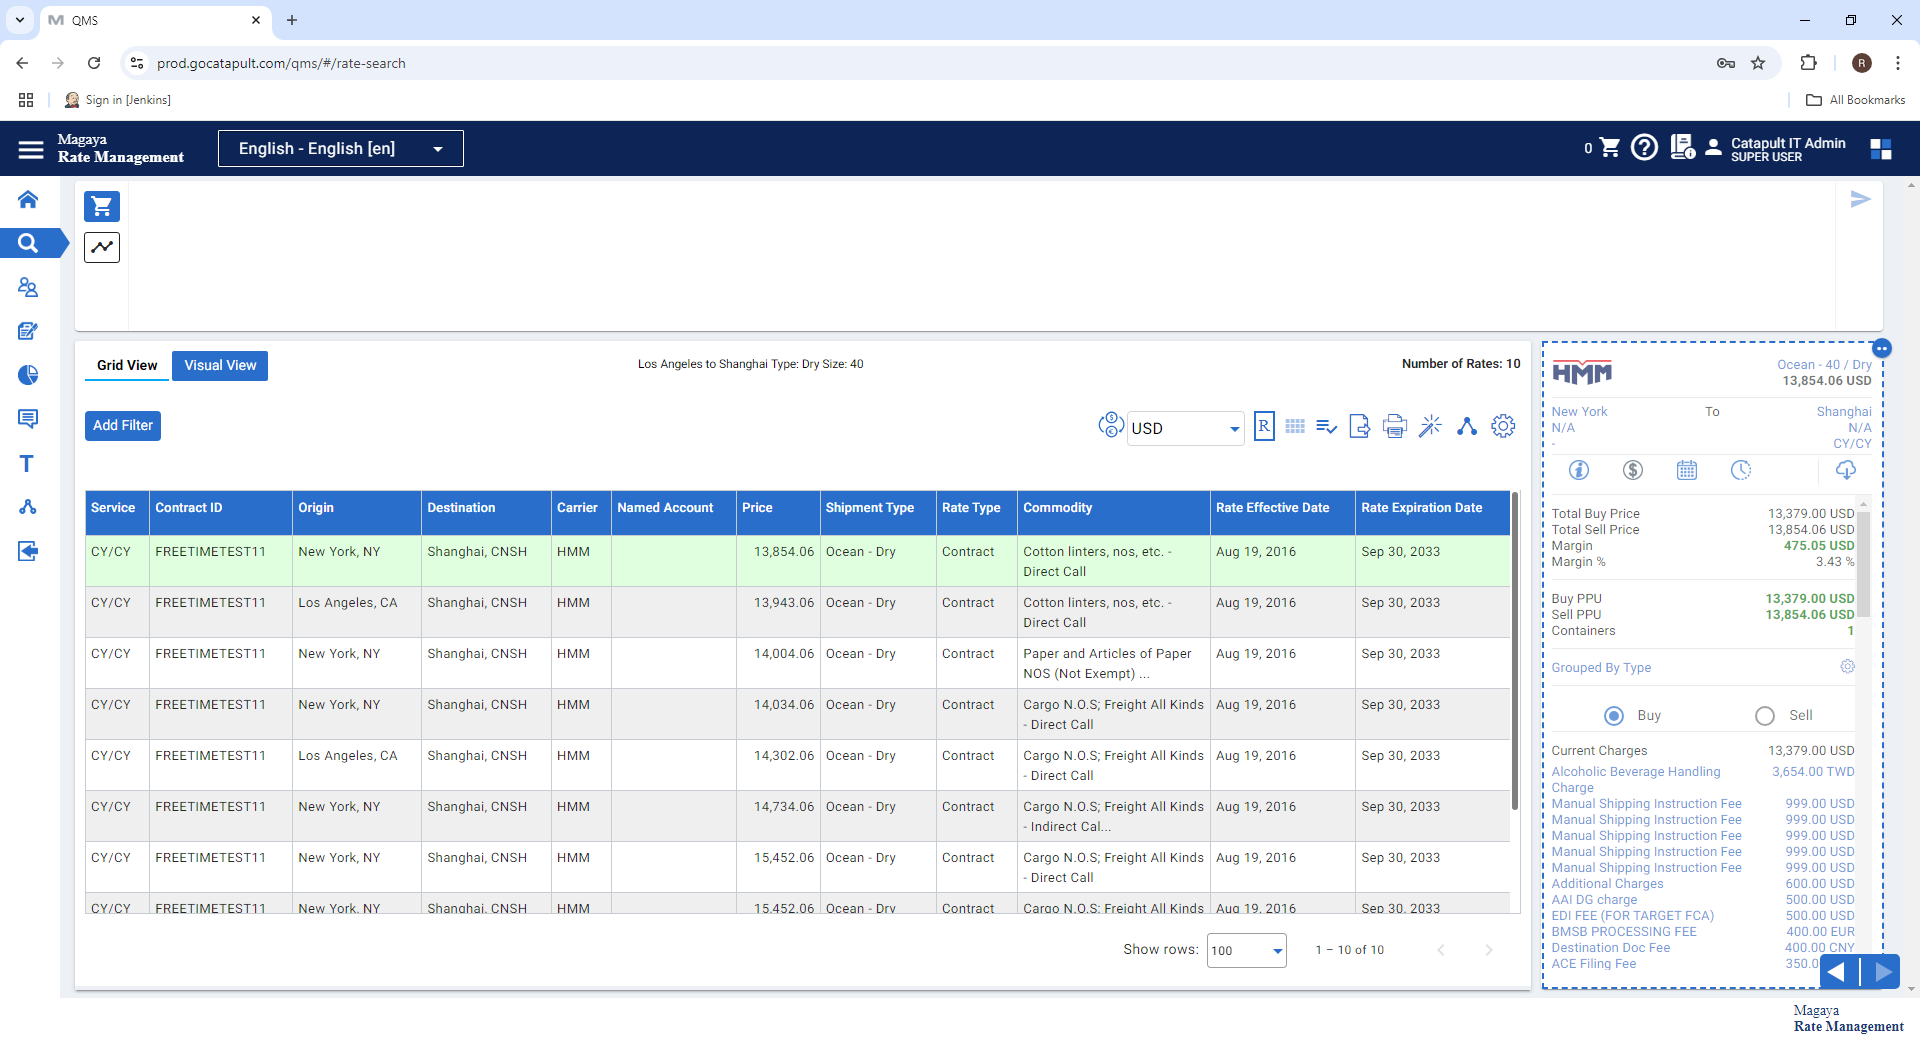 QMS
prod.gocatapult.com/qms/#/rate-search
R
Sign in [Jenkins]
All Bookmarks
Magaya
Rate Management
English - English [en]
0
Catapult IT Admin
SUPER USER
Grid View
Visual View
Los Angeles to Shanghai Type: Dry Size: 40
Number of Rates: 10
Add Filter
USD
R
Service Contract ID Origin Destination Carrier Named Account Price Shipment Type Rate Type Commodity Rate Effective Date Rate Expiration Date
CY/CY FREETIMETEST11 New York, NY Shanghai, CNSH HMM 13,854.06 Ocean - Dry Contract Cotton linters, nos, etc. - Aug 19, 2016 Sep 30, 2033
Direct Call
CY/CY FREETIMETEST11 Los Angeles, CA Shanghai, CNSH HMM 13,943.06 Ocean - Dry Contract Cotton linters, nos, etc. - Aug 19, 2016 Sep 30, 2033
Direct Call
CY/CY FREETIMETEST11 New York, NY Shanghai, CNSH HMM 14,004.06 Ocean - Dry Contract Paper and Articles of Paper Aug 19, 2016 Sep 30, 2033
NOS (Not Exempt) ...
CY/CY FREETIMETEST11 New York, NY Shanghai, CNSH HMM 14,034.06 Ocean - Dry Contract Cargo N.O.S; Freight All Kinds Aug 19, 2016 Sep 30, 2033
- Direct Call
CY/CY FREETIMETEST11 Los Angeles, CA Shanghai, CNSH HMM 14,302.06 Ocean - Dry Contract Cargo N.O.S; Freight All Kinds Aug 19, 2016 Sep 30, 2033
- Direct Call
CY/CY FREETIMETEST11 New York, NY Shanghai, CNSH HMM 14,734.06 Ocean - Dry Contract Cargo N.O.S; Freight All Kinds Aug 19, 2016 Sep 30, 2033
- Indirect Cal...
CY/CY FREETIMETEST11 New York, NY Shanghai, CNSH HMM 15,452.06 Ocean - Dry Contract Cargo N.O.S; Freight All Kinds Aug 19, 2016 Sep 30, 2033
- Direct Call
CY/CY FREETIMETEST11 New York, NY Shanghai, CNSH HMM 15,452.06 Ocean - Dry Contract Cargo N.O.S; Freight All Kinds Aug 19, 2016 Sep 30, 2033
Show rows: 100 1 – 10 of 10
HMM
Ocean - 40 / Dry
13,854.06 USD
New York To Shanghai
N/A N/A
- CY/CY
Total Buy Price 13,379.00 USD
Total Sell Price 13,854.06 USD
Margin 475.05 USD
Margin % 3.43 %
Buy PPU 13,379.00 USD
Sell PPU 13,854.06 USD
Containers 1
Grouped By Type
Buy Sell
Current Charges 13,379.00 USD
Alcoholic Beverage Handling 3,654.00 TWD
Charge
Manual Shipping Instruction Fee 999.00 USD
Manual Shipping Instruction Fee 999.00 USD
Manual Shipping Instruction Fee 999.00 USD
Manual Shipping Instruction Fee 999.00 USD
Manual Shipping Instruction Fee 999.00 USD
Additional Charges 600.00 USD
AAI DG charge 500.00 USD
EDI FEE (FOR TARGET FCA) 500.00 USD
BMSB PROCESSING FEE 400.00 EUR
Destination Doc Fee 400.00 CNY
ACE Filing Fee 350.0
Magaya
Rate Management